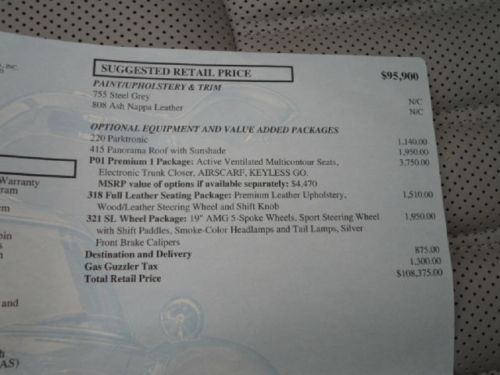 INC.
SUGGESTED RETAIL PRICE $95,900
PAINT/UPHOLSTERY & TRIM
755 Steel Grey N/C
808 Ash Nappa Leather N/C
OPTIONAL EQUIPMENT AND VALUE ADDED PACKAGES
220 Parktronic 1,140.00
415 Panorama Roof with Sunshade 1,950.00
P01 Premium 1 Package: Active Ventilated Multicontour Seats, 3,750.00
Electronic Trunk Closer, AIRSCARF, KEYLESS GO.
MSRP value of options if available separately: $4,470
318 Full Leather Seating Package: Premium Leather Upholstery, 1,510.00
Wood/Leather Steering Wheel and Shift Knob
321 SL Wheel Package: 19" AMG 5-Spoke Wheels, Sport Steering Wheel 1,950.00
with Shift Paddles, Smoke-Color Headlamps and Tail Lamps, Silver
Front Brake Calipers
Destination and Delivery 875.00
Gas Guzzler Tax 1,300.00
Total Retail Price $108,375.00
Warranty
and
AS)